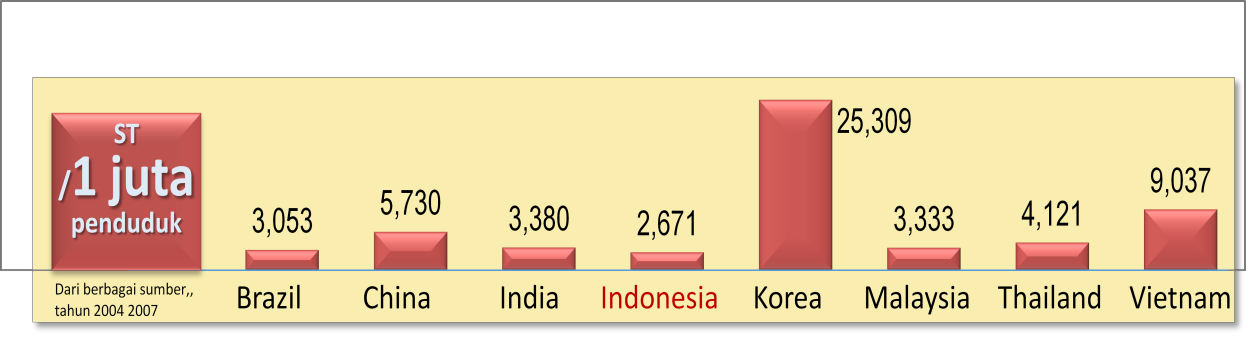 ST
/1 juta
penduduk
Dari berbagai sumber,,
tahun 2004 2007
3,053
5,730
3,380
2,671
25,309
3,333
4,121
9,037
Brazil
China
India
Indonesia
Korea
Malaysia
Thailand
Vietnam